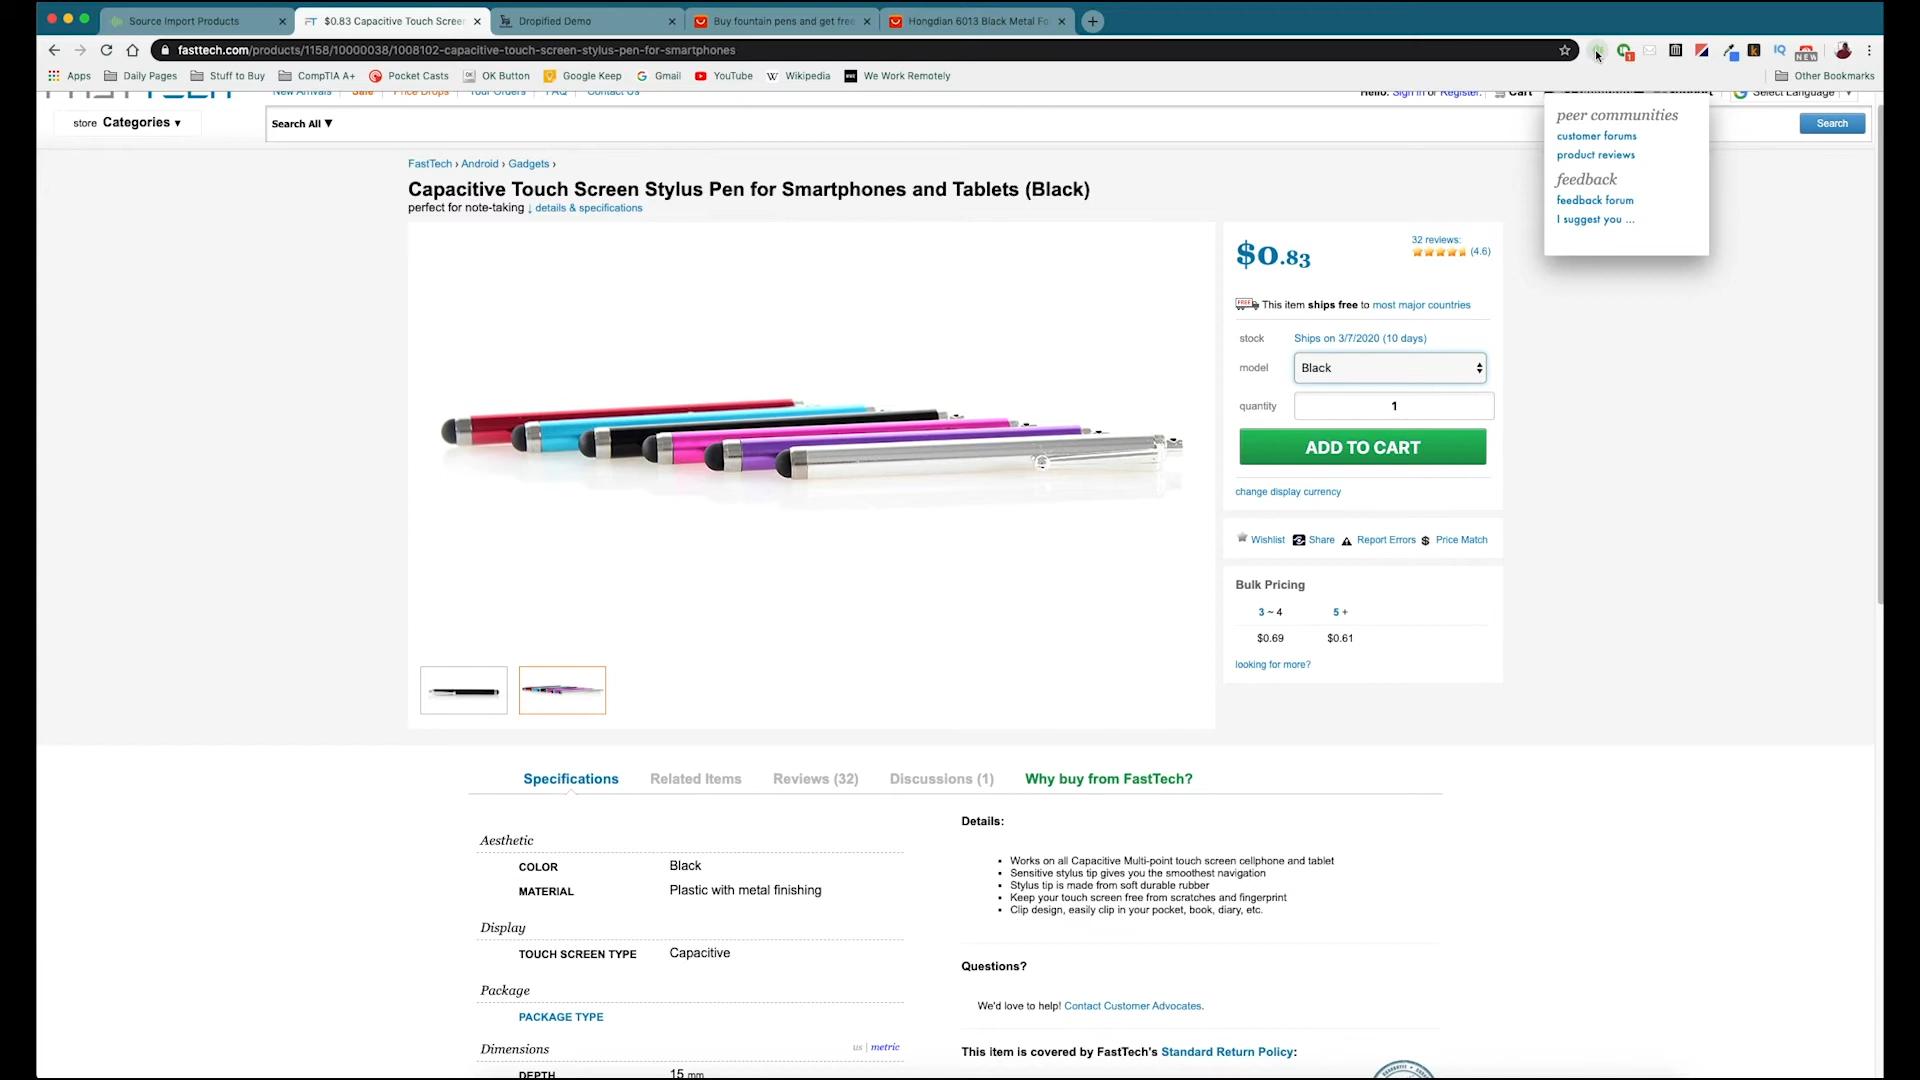 Source Import Products
FT $0.83 Capacitive Touch Screen
Dropified Demo
Buy fountain pens and get free
Hongdian 6013 Black Metal Fo
fasttech.com/products/1158/10000038/1008102-capacitive-touch-screen-stylus-pen-for-smartphones
Apps Daily Pages Stuff to Buy CompTIA A+ Pocket Casts OK Button Google Keep Gmail YouTube Wikipedia We Work Remotely Other Bookmarks
New Arrivals Sale Price Drops Your Orders FAQ Contact Us
Hello. Sign in or Register. Cart Select Language
store Categories ▾
Search All ▼
Search
peer communities
customer forums
product reviews
feedback
feedback forum
I suggest you ...
FastTech › Android › Gadgets ›
Capacitive Touch Screen Stylus Pen for Smartphones and Tablets (Black)
perfect for note-taking ↓ details & specifications
$0.83
32 reviews:
(4.6)
FREE This item ships free to most major countries
stock Ships on 3/7/2020 (10 days)
model Black
quantity 1
ADD TO CART
change display currency
Wishlist Share Report Errors $ Price Match
Bulk Pricing
3 ~ 4 5 +
$0.69 $0.61
looking for more?
Specifications Related Items Reviews (32) Discussions (1) Why buy from FastTech?
Aesthetic
COLOR Black
MATERIAL Plastic with metal finishing
Display
TOUCH SCREEN TYPE Capacitive
Package
PACKAGE TYPE
Dimensions us | metric
DEPTH 15 mm
Details:
• Works on all Capacitive Multi-point touch screen cellphone and tablet
• Sensitive stylus tip gives you the smoothest navigation
• Stylus tip is made from soft durable rubber
• Keep your touch screen free from scratches and fingerprint
• Clip design, easily clip in your pocket, book, diary, etc.
Questions?
We'd love to help! Contact Customer Advocates.
This item is covered by FastTech's Standard Return Policy: